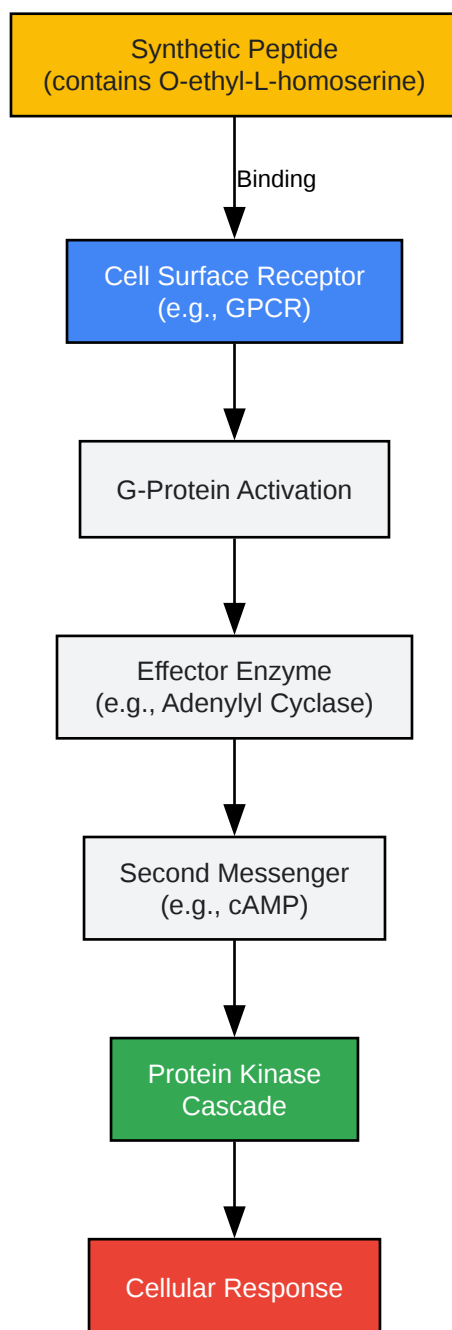 Synthetic Peptide
(contains O-ethyl-L-homoserine)
Binding
Cell Surface Receptor
(e.g., GPCR)
G-Protein Activation
Effector Enzyme
(e.g., Adenylyl Cyclase)
Second Messenger
(e.g., cAMP)
Protein Kinase
Cascade
Cellular Response